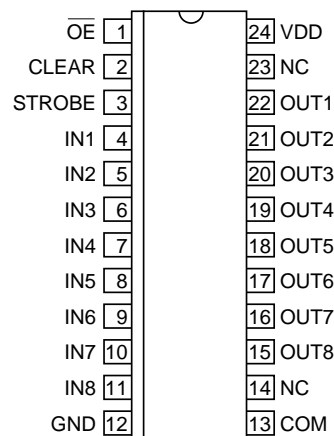 O̅E̅ 1 24 VDD
CLEAR 2 23 NC
STROBE 3 22 OUT1
IN1 4 21 OUT2
IN2 5 20 OUT3
IN3 6 19 OUT4
IN4 7 18 OUT5
IN5 8 17 OUT6
IN6 9 16 OUT7
IN7 10 15 OUT8
IN8 11 14 NC
GND 12 13 COM